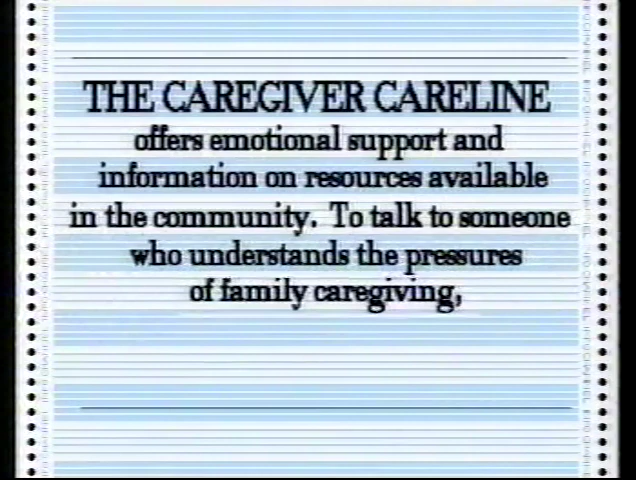 THE CAREGIVER CARELINE
offers emotional support and
information on resources available
in the community. To talk to someone
who understands the pressures
of family caregiving,